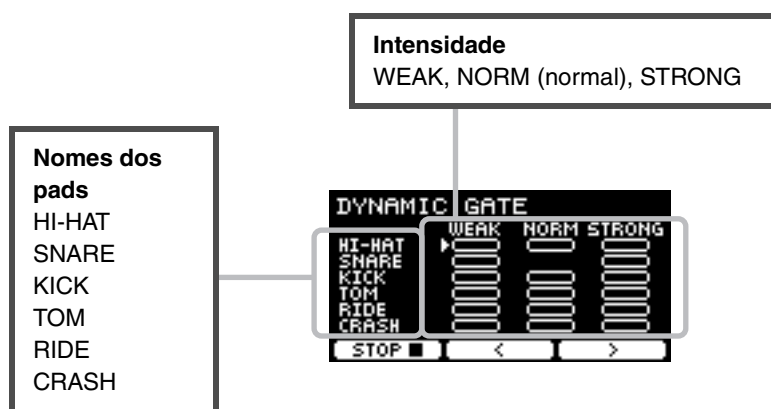 Intensidade
WEAK, NORM (normal), STRONG
Nomes dos
pads
HI-HAT
SNARE
KICK
TOM
RIDE
CRASH
DYNAMIC GATE
WEAK NORM STRONG
HI-HAT
SNARE
KICK
TOM
RIDE
CRASH
STOP ■ < >